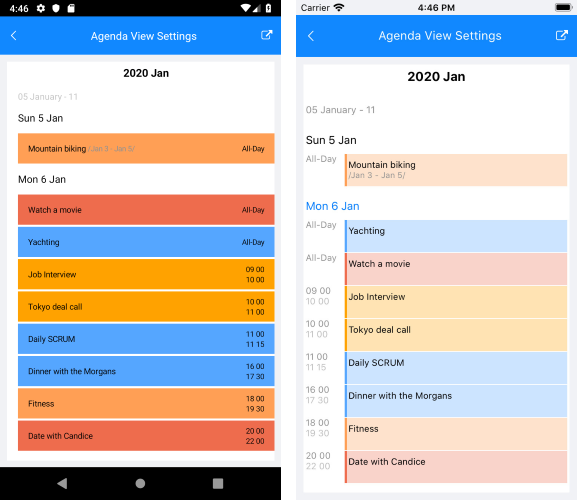 4:46
Agenda View Settings
2020 Jan
05 January - 11
Sun 5 Jan
Mountain biking /Jan 3 - Jan 5/ All-Day
Mon 6 Jan
Watch a movie All-Day
Yachting All-Day
Job Interview 09 00
10 00
Tokyo deal call 10 00
11 00
Daily SCRUM 11 00
11 15
Dinner with the Morgans 16 00
17 30
Fitness 18 00
19 30
Date with Candice 20 00
22 00
Carrier 4:46 PM
Agenda View Settings
2020 Jan
05 January - 11
Sun 5 Jan
All-Day Mountain biking
/Jan 3 - Jan 5/
Mon 6 Jan
All-Day Yachting
All-Day Watch a movie
09 00 Job Interview
10 00
10 00 Tokyo deal call
11 00
11 00 Daily SCRUM
11 15
16 00 Dinner with the Morgans
17 30
18 00 Fitness
19 30
20 00 Date with Candice
22 00